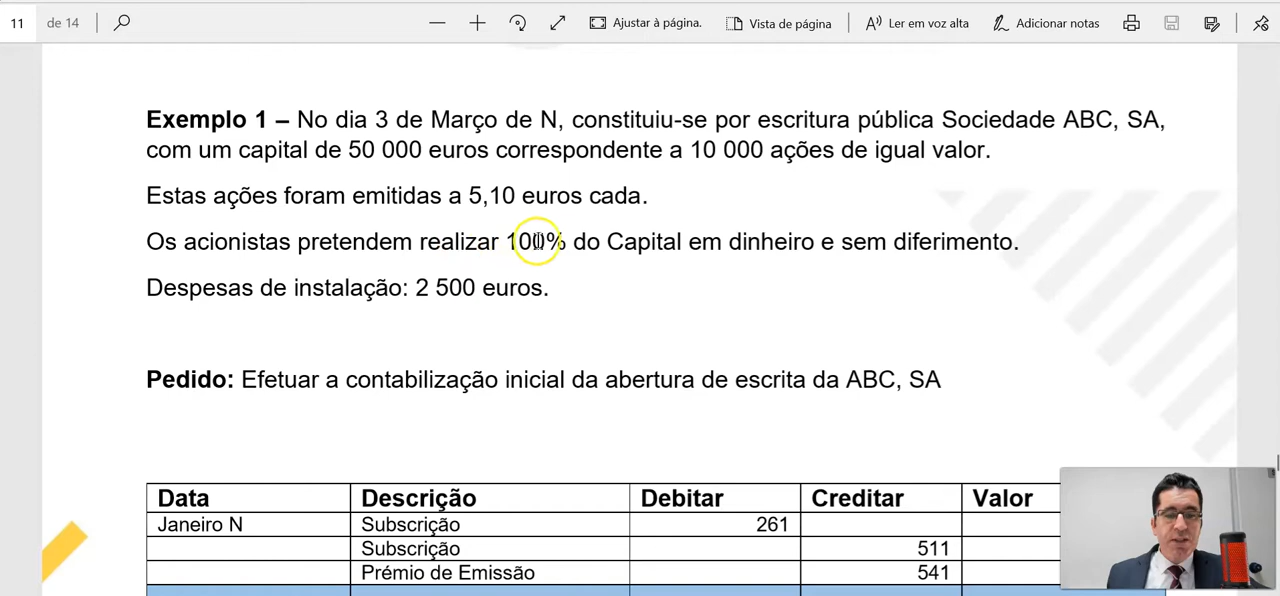 11 de 14 Ajustar à página. Vista de página Ler em voz alta Adicionar notas
Exemplo 1 – No dia 3 de Março de N, constituiu-se por escritura pública Sociedade ABC, SA,
com um capital de 50 000 euros correspondente a 10 000 ações de igual valor.
Estas ações foram emitidas a 5,10 euros cada.
Os acionistas pretendem realizar 100% do Capital em dinheiro e sem diferimento.
Despesas de instalação: 2 500 euros.
Pedido: Efetuar a contabilização inicial da abertura de escrita da ABC, SA
Data Descrição Debitar Creditar Valor
Janeiro N Subscrição 261
Subscrição 511
Prémio de Emissão 541